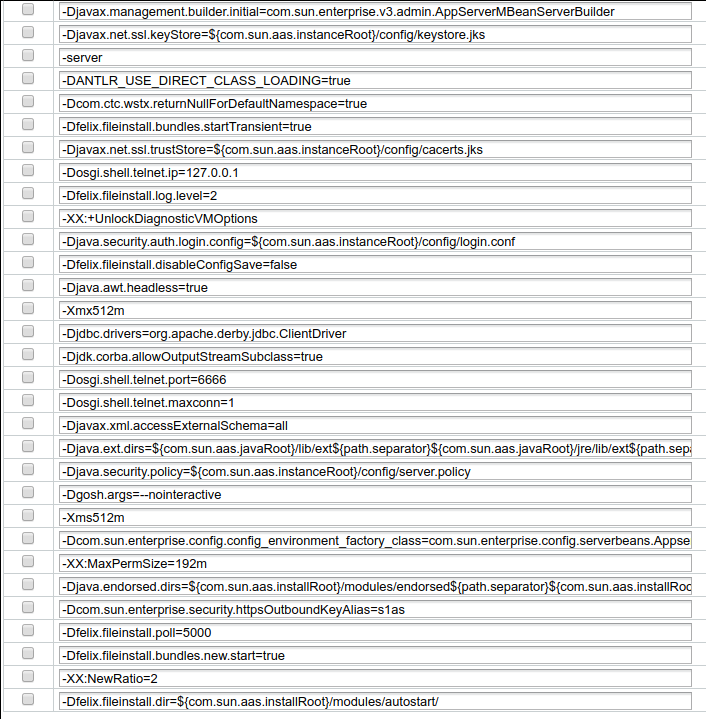 -Djavax.management.builder.initial=com.sun.enterprise.v3.admin.AppServerMBeanServerBuilder
-Djavax.net.ssl.keyStore=${com.sun.aas.instanceRoot}/config/keystore.jks
-server
-DANTLR_USE_DIRECT_CLASS_LOADING=true
-Dcom.ctc.wstx.returnNullForDefaultNamespace=true
-Dfelix.fileinstall.bundles.startTransient=true
-Djavax.net.ssl.trustStore=${com.sun.aas.instanceRoot}/config/cacerts.jks
-Dosgi.shell.telnet.ip=127.0.0.1
-Dfelix.fileinstall.log.level=2
-XX:+UnlockDiagnosticVMOptions
-Djava.security.auth.login.config=${com.sun.aas.instanceRoot}/config/login.conf
-Dfelix.fileinstall.disableConfigSave=false
-Djava.awt.headless=true
-Xmx512m
-Djdbc.drivers=org.apache.derby.jdbc.ClientDriver
-Djdk.corba.allowOutputStreamSubclass=true
-Dosgi.shell.telnet.port=6666
-Dosgi.shell.telnet.maxconn=1
-Djavax.xml.accessExternalSchema=all
-Djava.ext.dirs=${com.sun.aas.javaRoot}/lib/ext${path.separator}${com.sun.aas.javaRoot}/jre/lib/ext${path.sepa
-Djava.security.policy=${com.sun.aas.instanceRoot}/config/server.policy
-Dgosh.args=--nointeractive
-Xms512m
-Dcom.sun.enterprise.config.config_environment_factory_class=com.sun.enterprise.config.serverbeans.Appse
-XX:MaxPermSize=192m
-Djava.endorsed.dirs=${com.sun.aas.installRoot}/modules/endorsed${path.separator}${com.sun.aas.installRoo
-Dcom.sun.enterprise.security.httpsOutboundKeyAlias=s1as
-Dfelix.fileinstall.poll=5000
-Dfelix.fileinstall.bundles.new.start=true
-XX:NewRatio=2
-Dfelix.fileinstall.dir=${com.sun.aas.installRoot}/modules/autostart/